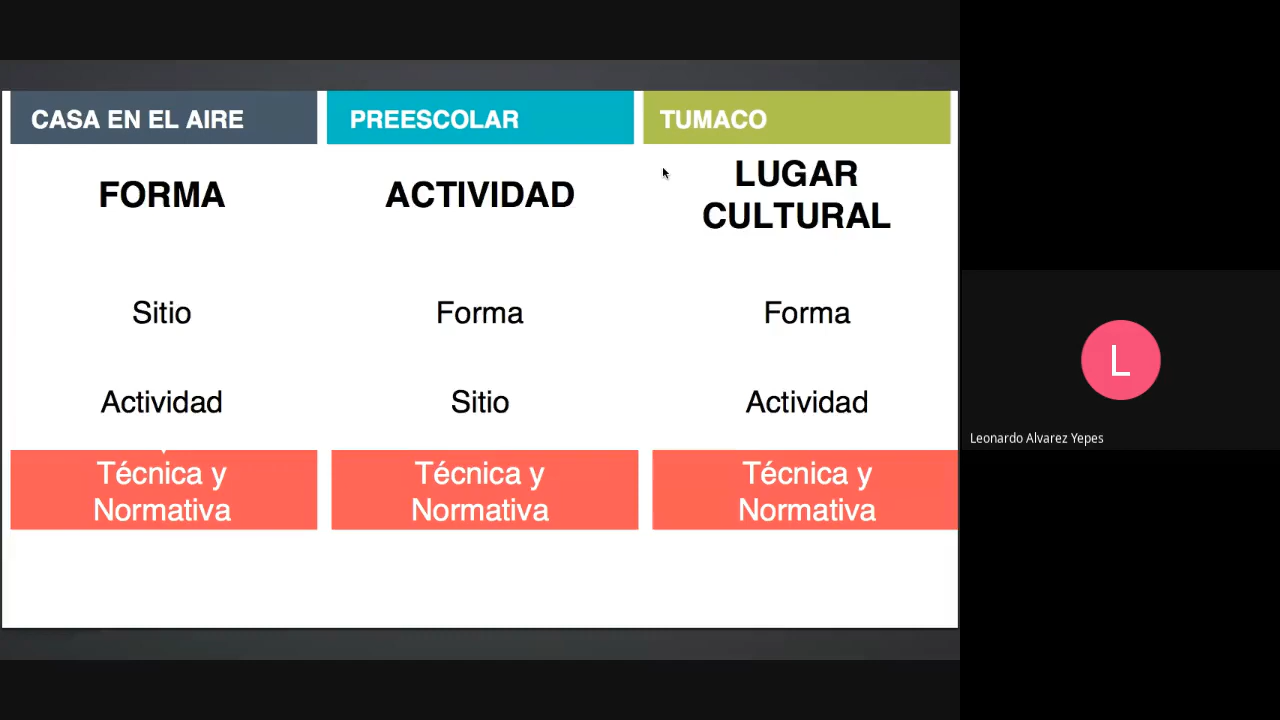 CASA EN EL AIRE
PREESCOLAR
TUMACO
FORMA
ACTIVIDAD
LUGAR
CULTURAL
Sitio
Forma
Forma
Actividad
Sitio
Actividad
Técnica y
Normativa
Técnica y
Normativa
Técnica y
Normativa
L
Leonardo Alvarez Yepes